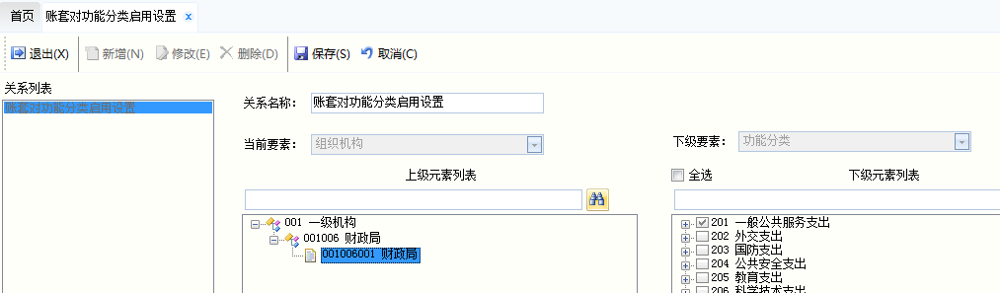 首页 账套对功能分类启用设置 x
退出(X) 新增(N) 修改(E) 删除(D) 保存(S) 取消(C)
关系列表
账套对功能分类启用设置
关系名称： 账套对功能分类启用设置
当前要素： 组织机构 下级要素： 功能分类
上级元素列表 全选 下级元素列表
001 一级机构
001006 财政局
001006001 财政局
201 一般公共服务支出
202 外交支出
203 国防支出
204 公共安全支出
205 教育支出
206 科学技术支出